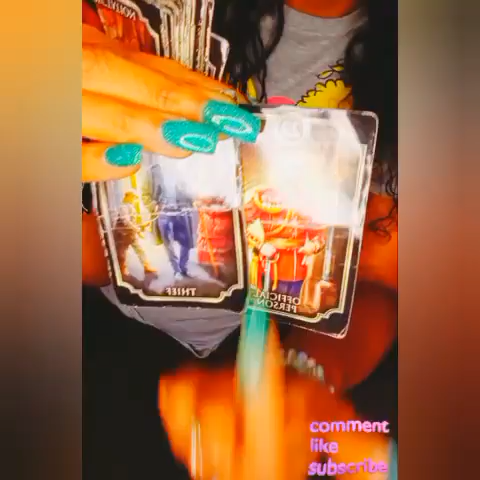 THIEF
OFFICIAL
PERSON
comment
like
subscribe